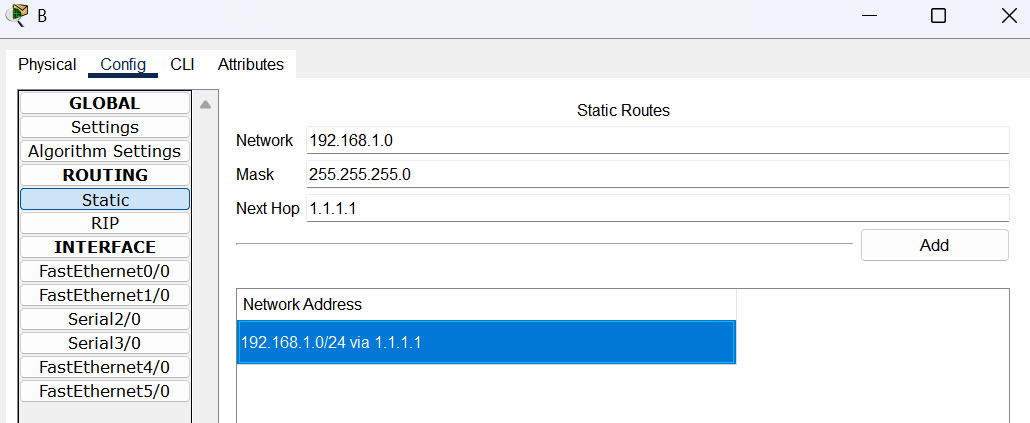 B
Physical Config CLI Attributes
GLOBAL
Settings
Algorithm Settings
ROUTING
Static
RIP
INTERFACE
FastEthernet0/0
FastEthernet1/0
Serial2/0
Serial3/0
FastEthernet4/0
FastEthernet5/0
Static Routes
Network 192.168.1.0
Mask 255.255.255.0
Next Hop 1.1.1.1
Add
Network Address
192.168.1.0/24 via 1.1.1.1